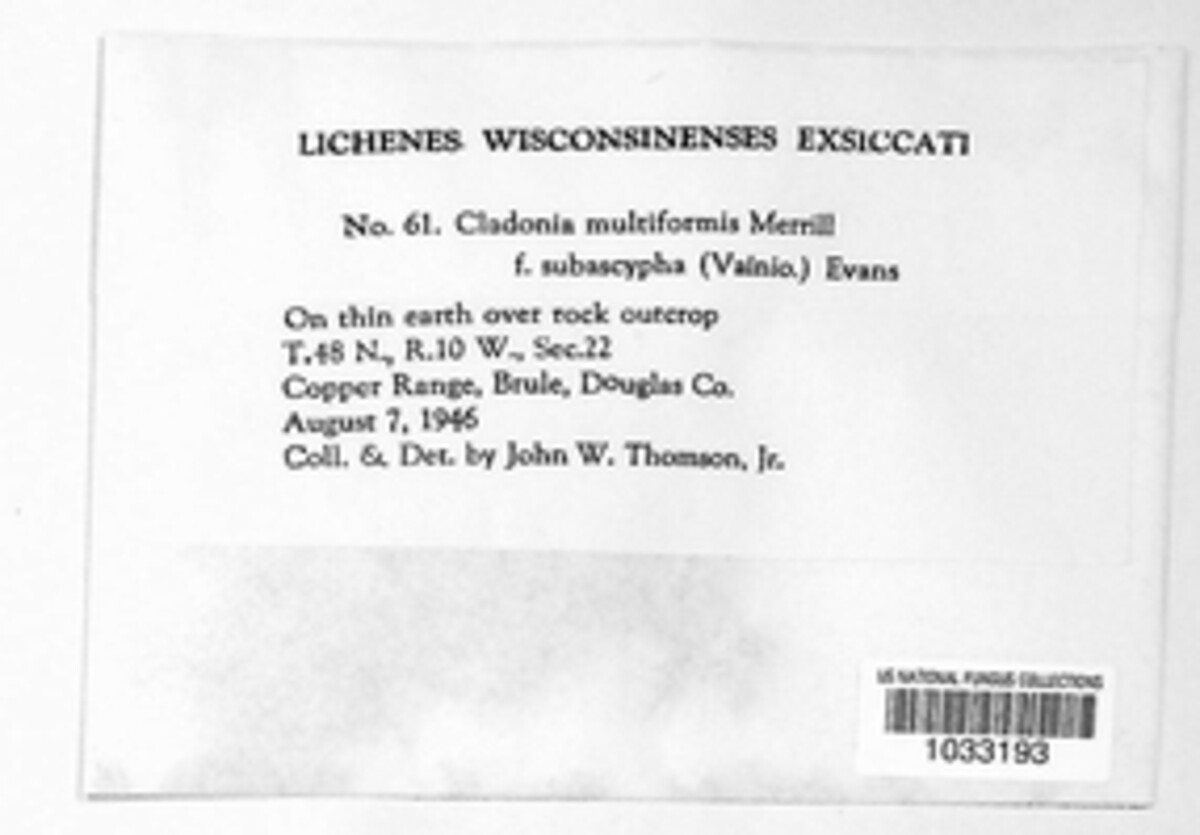 LICHENES WISCONSINENSES EXSICCATI
No. 61. Cladonia multiformis Merrill
f. subascypha (Vainio.) Evans
On thin earth over rock outcrop
T.48 N., R.10 W., Sec.22
Copper Range, Brule, Douglas Co.
August 7, 1946
Coll. & Det. by John W. Thomson, Jr.
US NATIONAL FUNGUS COLLECTIONS
1033193